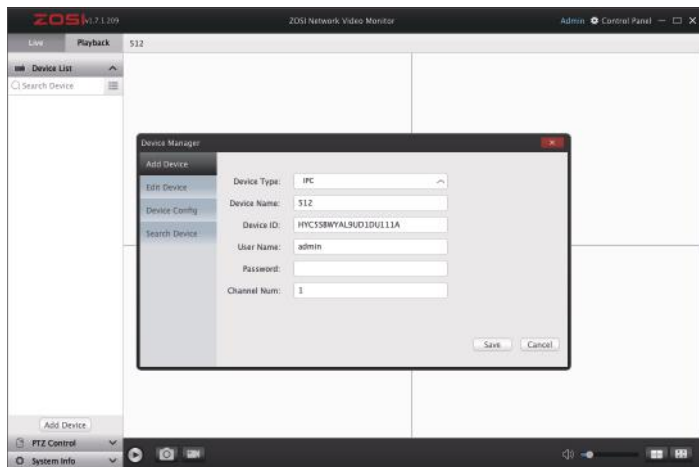 ZOSI v1.7.1.209 ZOSI Network Video Monitor Admin Control Panel
Live Playback 512
Device List
Search Device
Device Manager
Add Device
Edit Device
Device Config
Search Device
Device Type: IPC
Device Name: 512
Device ID: HYCS5BWYAL9UD1DU111A
User Name: admin
Password:
Channel Num: 1
Save Cancel
Add Device
PTZ Control
System Info